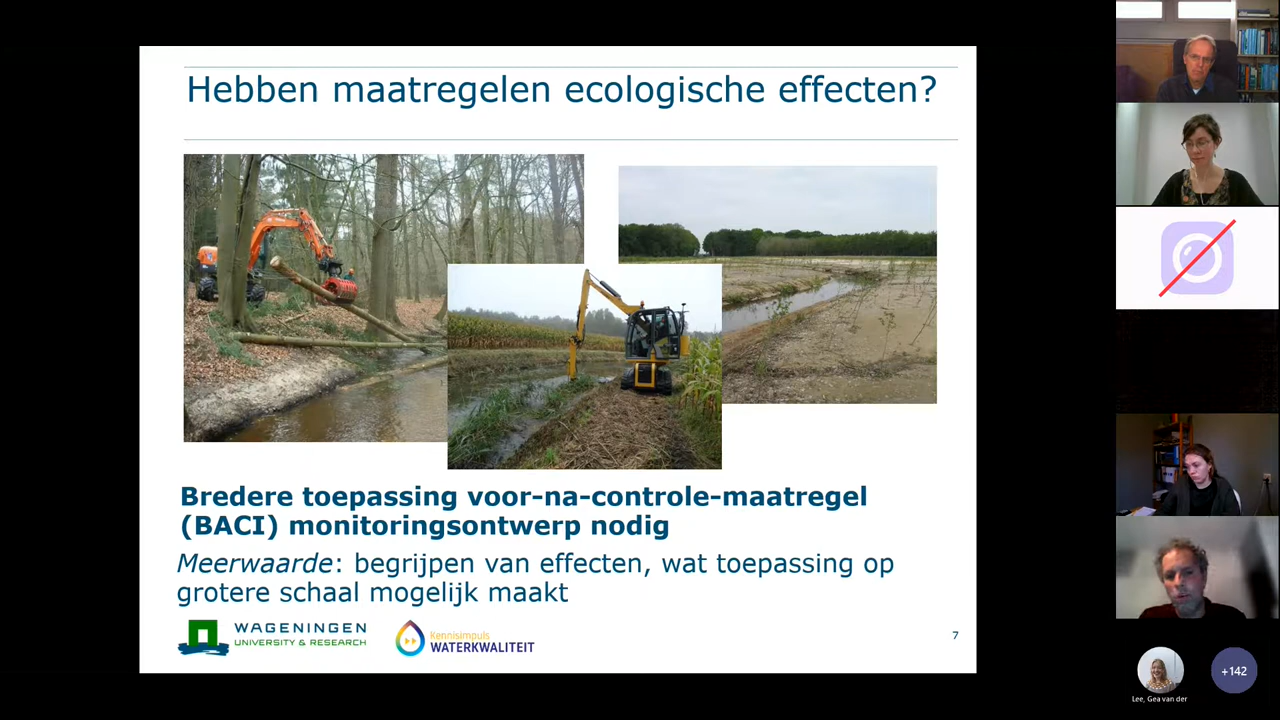 Hebben maatregelen ecologische effecten?
Bredere toepassing voor-na-controle-maatregel
(BACI) monitoringsontwerp nodig
Meerwaarde: begrijpen van effecten, wat toepassing op
grotere schaal mogelijk maakt
WAGENINGEN
UNIVERSITY & RESEARCH
Kennisimpuls
WATERKWALITEIT
7
+142
Lee, Gea van der